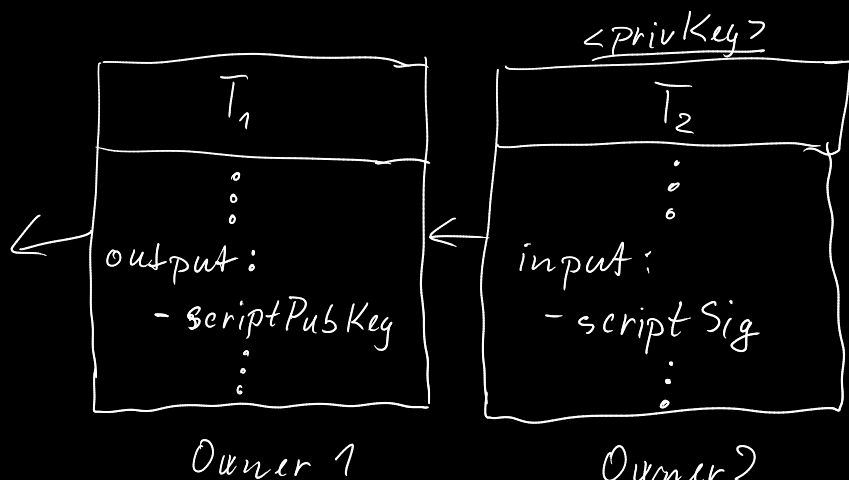 <privKey>
T1
T2
output:
- scriptPubKey
input:
- scriptSig
Owner 1
Owner 2